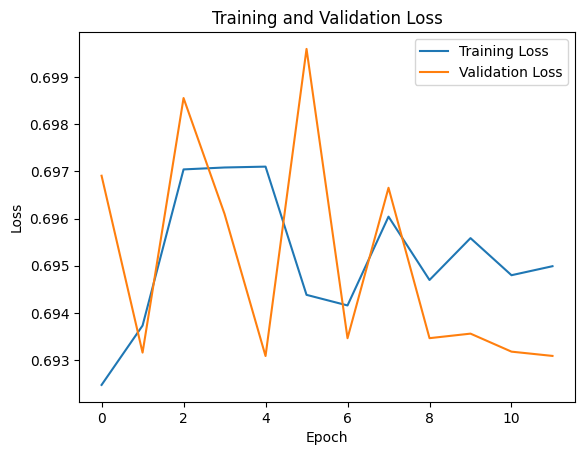 Training and Validation Loss
Training Loss
Validation Loss
0.699
0.698
0.697
0.696
0.695
0.694
0.693
Loss
0 2 4 6 8 10
Epoch